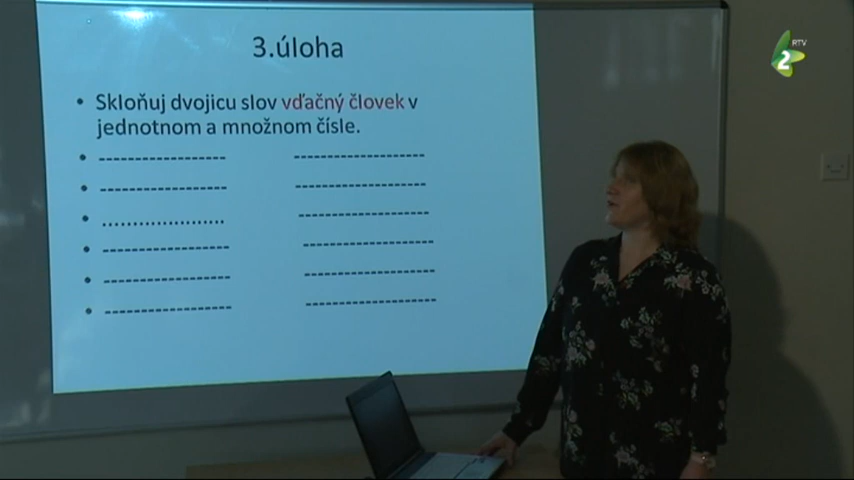 3.úloha
• Skloňuj dvojicu slov vďačný človek v
jednotnom a množnom čísle.
• ------------------ -------------------
• ------------------ -------------------
• ..................... -------------------
• ------------------ -------------------
• ------------------ -------------------
• ------------------ -------------------
RTV
2